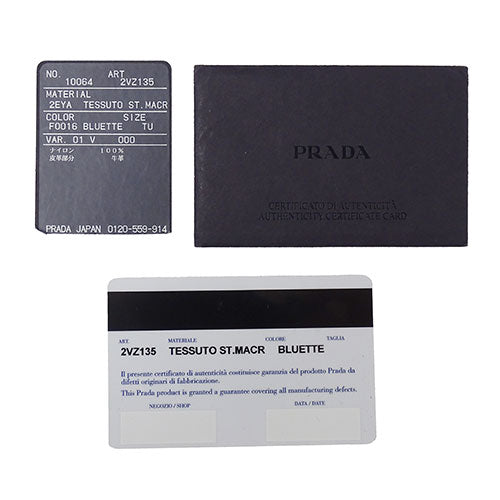 NO. ART
10064 2VZ135
MATERIAL
2EYA TESSUTO ST.MACR
COLOR SIZE
F0016 BLUETTE TU
VAR. 01 V 000
ナイロン 100%
皮革部分 牛革
PRADA JAPAN 0120-559-914
PRADA
CERTIFICATO DI AUTENTICITÀ
AUTHENTICITY CERTIFICATE CARD
ART. MATERIALE COLORE TAGLIA
2VZ135 TESSUTO ST.MACR BLUETTE
Il presente certificato di autenticità costituisce garanzia del prodotto Prada da
difetti originari di fabbricazione.
This Prada product is granted a guarantee covering all manufacturing defects.
NEGOZIO / SHOP DATA / DATE